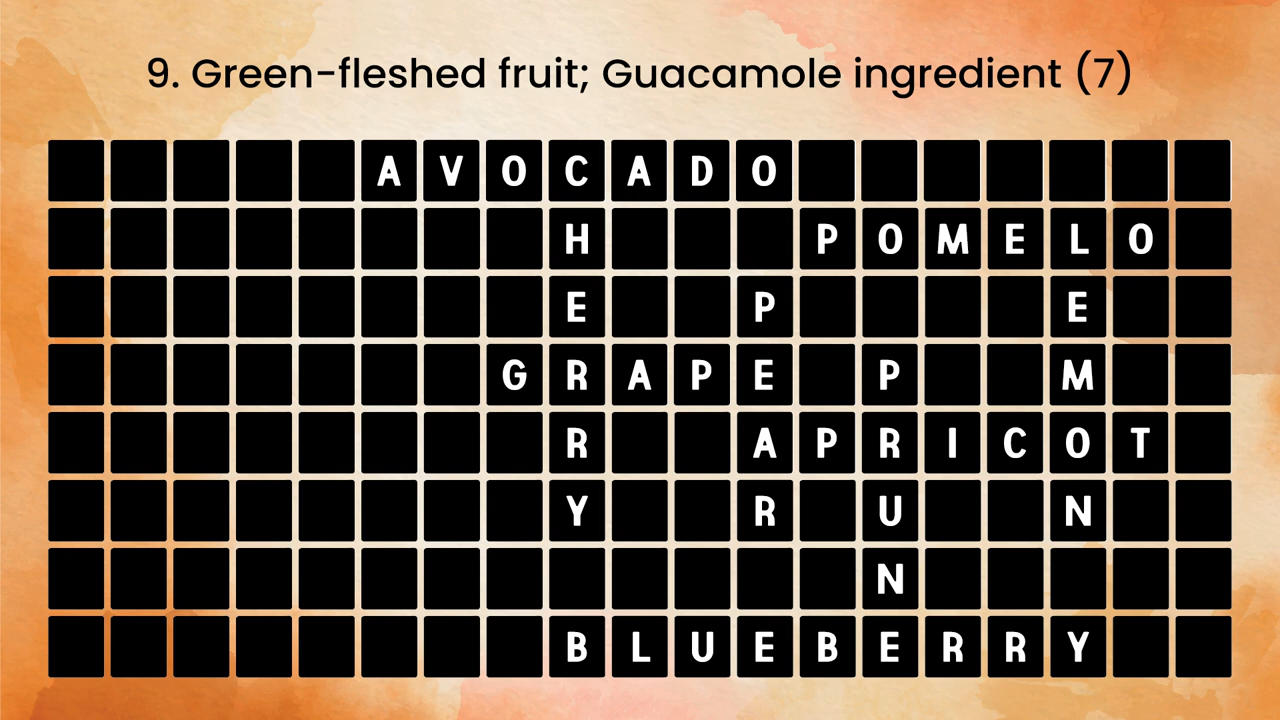 9. Green-fleshed fruit; Guacamole ingredient (7)
A V O C A D O
H P O M E L O
E P E
G R A P E P M
R A P R I C O T
Y R U N
N
B L U E B E R R Y